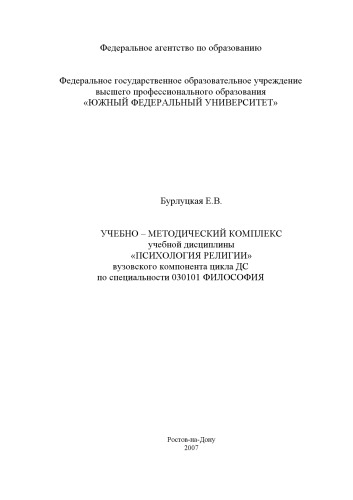 Федеральное агентство по образованию
Федеральное государственное образовательное учреждение
высшего профессионального образования
«ЮЖНЫЙ ФЕДЕРАЛЬНЫЙ УНИВЕРСИТЕТ»
Бурлуцкая Е.В.
УЧЕБНО – МЕТОДИЧЕСКИЙ КОМПЛЕКС
учебной дисциплины
«ПСИХОЛОГИЯ РЕЛИГИИ»
вузовского компонента цикла ДС
по специальности 030101 ФИЛОСОФИЯ
Ростов-на-Дону
2007